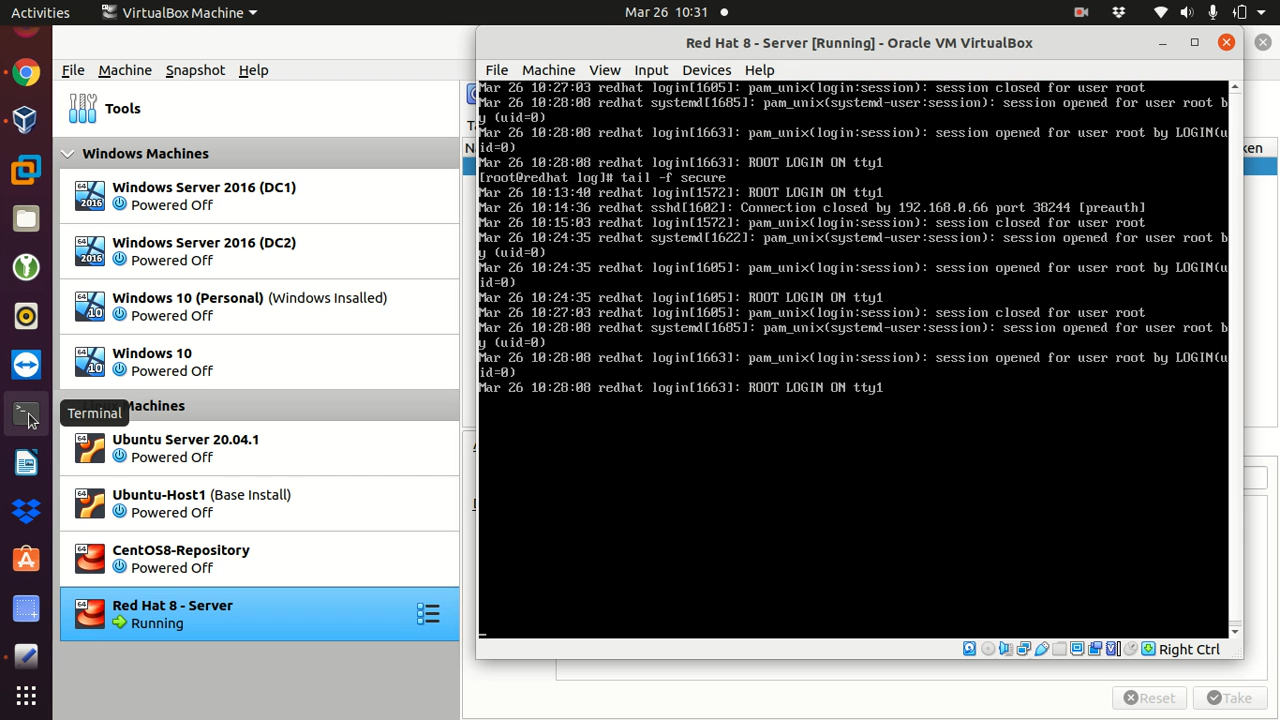 Activities
VirtualBox Machine
Mar 26 10:31
Red Hat 8 - Server [Running] - Oracle VM VirtualBox
File Machine Snapshot Help
File Machine View Input Devices Help
Tools
Windows Machines
Windows Server 2016 (DC1)
Powered Off
Windows Server 2016 (DC2)
Powered Off
Windows 10 (Personal) (Windows Insalled)
Powered Off
Windows 10
Powered Off
Machines
Terminal
Ubuntu Server 20.04.1
Powered Off
Ubuntu-Host1 (Base Install)
Powered Off
CentOS8-Repository
Powered Off
Red Hat 8 - Server
Running
Mar 26 10:27:03 redhat login[1605]: pam_unix(login:session): session closed for user root
Mar 26 10:28:08 redhat systemd[1685]: pam_unix(systemd-user:session): session opened for user root b
y (uid=0)
Mar 26 10:28:08 redhat login[1663]: pam_unix(login:session): session opened for user root by LOGIN(u
id=0)
Mar 26 10:28:08 redhat login[1663]: ROOT LOGIN ON tty1
[root@redhat log]# tail -f secure
Mar 26 10:13:40 redhat login[1572]: ROOT LOGIN ON tty1
Mar 26 10:14:36 redhat sshd[1602]: Connection closed by 192.168.0.66 port 38244 [preauth]
Mar 26 10:15:03 redhat login[1572]: pam_unix(login:session): session closed for user root
Mar 26 10:24:35 redhat systemd[1622]: pam_unix(systemd-user:session): session opened for user root b
y (uid=0)
Mar 26 10:24:35 redhat login[1605]: pam_unix(login:session): session opened for user root by LOGIN(u
id=0)
Mar 26 10:24:35 redhat login[1605]: ROOT LOGIN ON tty1
Mar 26 10:27:03 redhat login[1605]: pam_unix(login:session): session closed for user root
Mar 26 10:28:08 redhat systemd[1685]: pam_unix(systemd-user:session): session opened for user root b
y (uid=0)
Mar 26 10:28:08 redhat login[1663]: pam_unix(login:session): session opened for user root by LOGIN(u
id=0)
Mar 26 10:28:08 redhat login[1663]: ROOT LOGIN ON tty1
Right Ctrl
ken
Reset
Take